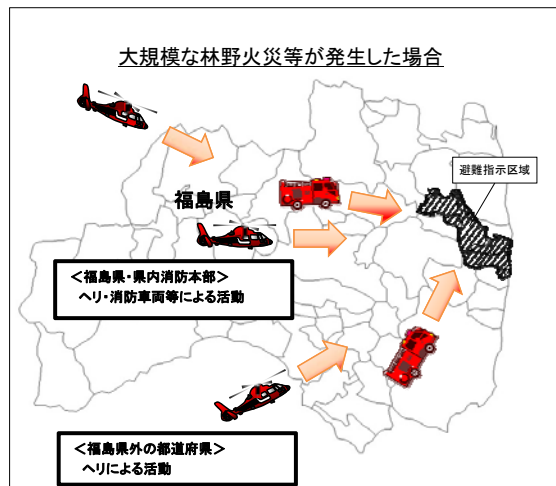 大規模な林野火災等が発生した場合
避難指示区域
福島県
＜福島県・県内消防本部＞
ヘリ・消防車両等による活動
＜福島県外の都道府県＞
ヘリによる活動